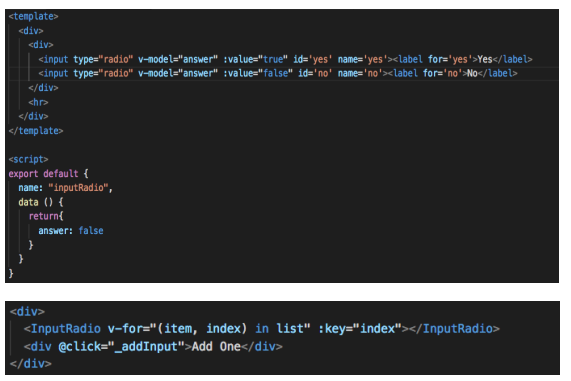 <template>
<div>
<div>
<input type="radio" v-model="answer" :value="true" id='yes' name='yes'><label for='yes'>Yes</label>
<input type="radio" v-model="answer" :value="false" id='no' name='no'><label for='no'>No</label>
</div>
<hr>
</div>
</template>
<script>
export default {
name: "inputRadio",
data () {
return{
answer: false
}
}
}
<div>
<InputRadio v-for="(item, index) in list" :key="index"></InputRadio>
<div @click="_addInput">Add One</div>
</div>